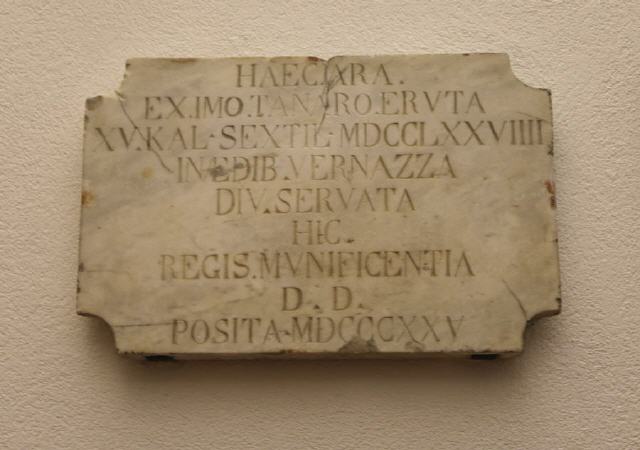 HAEC.ARA.
EX.IMO.TANARO.ERVTA
XV.KAL.SEXTIL.MDCCLXXVIIII
IN.EDIB.VERNAZZA
DIV.SERVATA
HIC.
REGIS.MVNIFICENTIA
D.D.
POSITA.MDCCCXXV